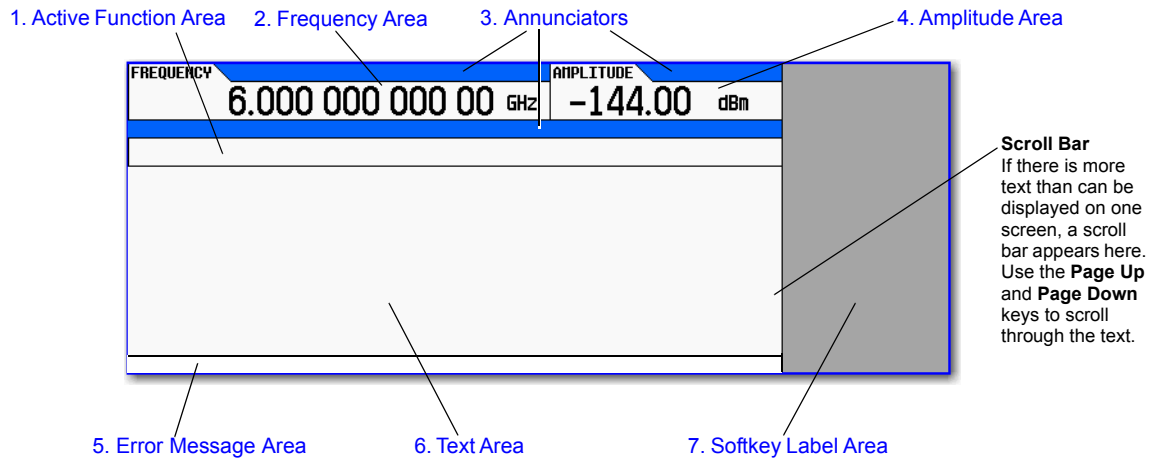 1. Active Function Area
2. Frequency Area
3. Annunciators
4. Amplitude Area
FREQUENCY
AMPLITUDE
6.000 000 000 00 GHz
-144.00 dBm
Scroll Bar
If there is more
text than can be
displayed on one
screen, a scroll
bar appears here.
Use the Page Up
and Page Down
keys to scroll
through the text.
5. Error Message Area
6. Text Area
7. Softkey Label Area